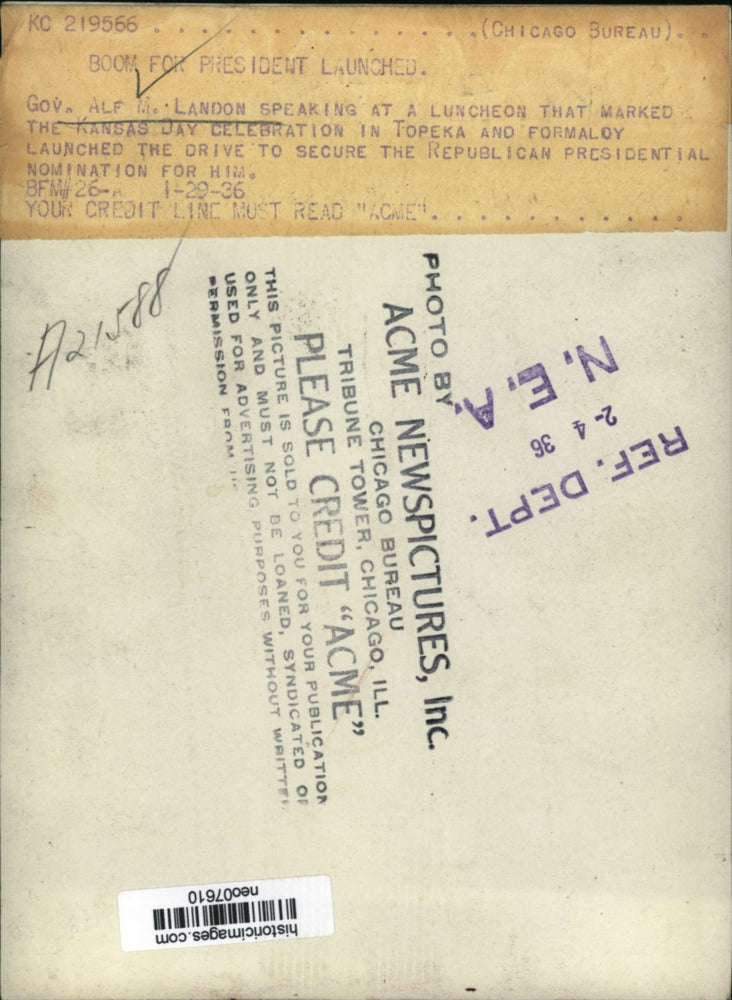 KC 219566 . . . . . . . . . . . . . . (CHICAGO BUREAU). . .
BOOM FOR PRESIDENT LAUNCHED.
GOV. ALF M. LANDON SPEAKING AT A LUNCHEON THAT MARKED
THE KANSAS DAY CELEBRATION IN TOPEKA AND FORMALOY
LAUNCHED THE DRIVE TO SECURE THE REPUBLICAN PRESIDENTIAL
NOMINATION FOR HIM.
BFM#26-A 1-29-36
YOUR CREDIT LINE MUST READ "ACME". . . . . . . . . . . .
A21588
PHOTO BY
ACME NEWSPICTURES, Inc.
CHICAGO BUREAU
TRIBUNE TOWER, CHICAGO, ILL.
PLEASE CREDIT "ACME"
THIS PICTURE IS SOLD TO YOU FOR YOUR PUBLICATION
ONLY AND MUST NOT BE LOANED, SYNDICATED OR
USED FOR ADVERTISING PURPOSES WITHOUT WRITTEN
PERMISSION FROM
REF. DEPT.
2-4 36
N. E. A.
historicimages.com
neo07610